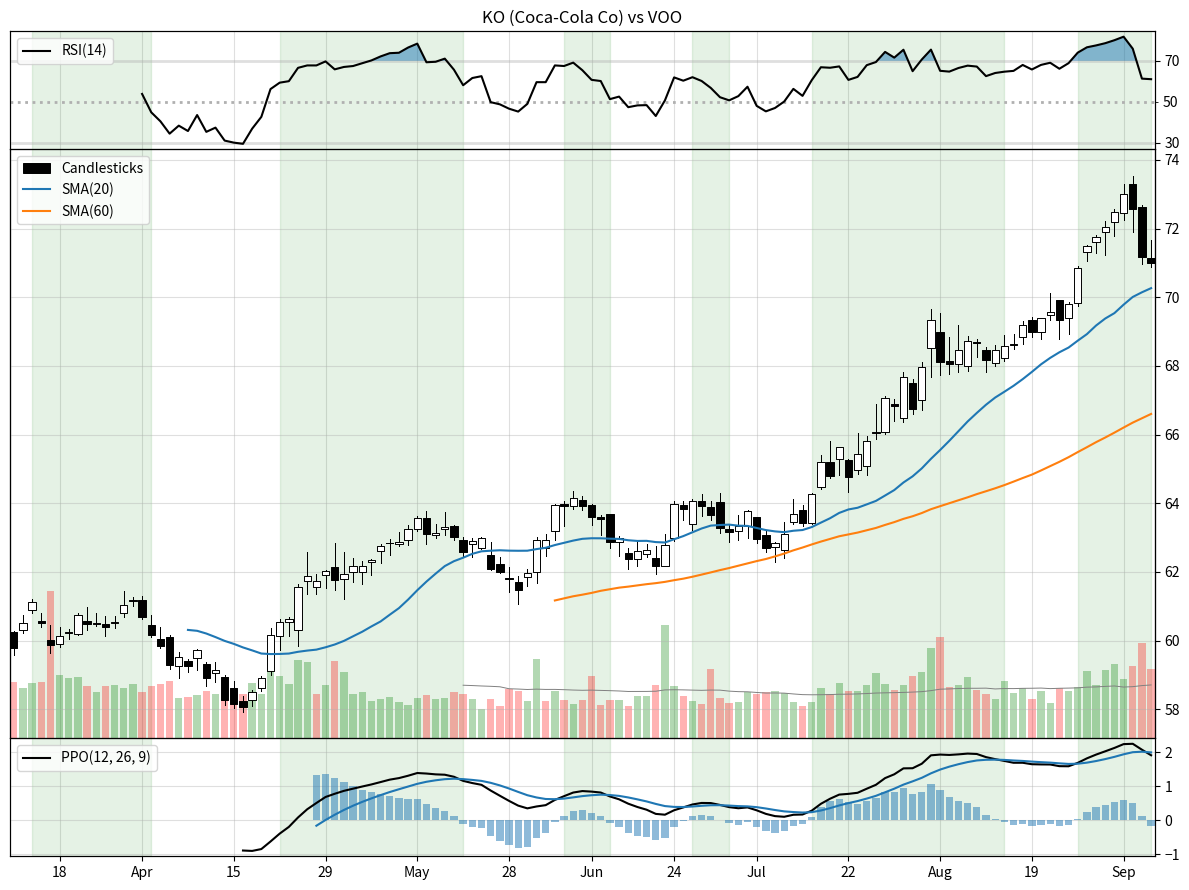 KO (Coca-Cola Co) vs VOO
RSI(14)
70
50
30
Candlesticks
SMA(20)
SMA(60)
74
72
70
68
66
64
62
60
58
PPO(12, 26, 9)
2
1
0
−1
18 Apr 15 29 May 28 Jun 24 Jul 22 Aug 19 Sep